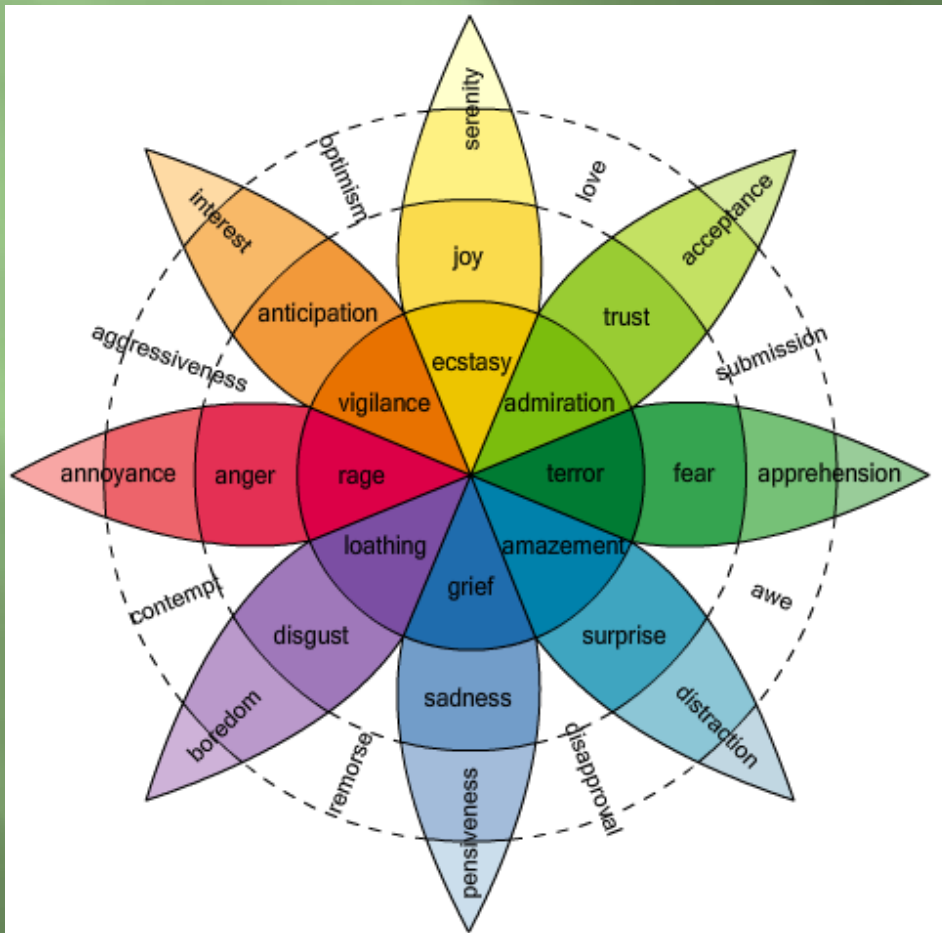 serenity
optimism
love
interest
acceptance
joy
anticipation
trust
aggressiveness
submission
ecstasy
vigilance
admiration
annoyance
anger
rage
terror
fear
apprehension
loathing
amazement
contempt
grief
awe
disgust
surprise
boredom
sadness
distraction
lremorse
disapproval
pensiveness